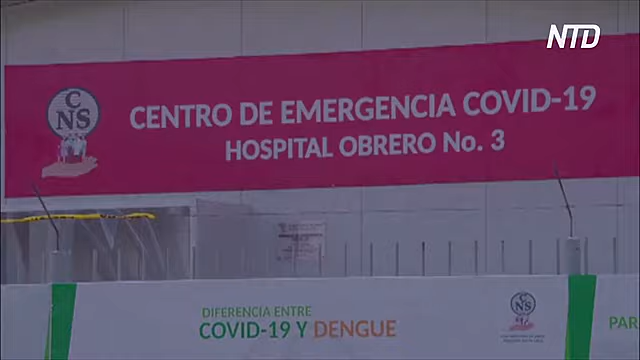 NTD
CNS
CENTRO DE EMERGENCIA COVID-19
HOSPITAL OBRERO No. 3
DIFERENCIA ENTRE
COVID-19 Y DENGUE
CNS
PAR